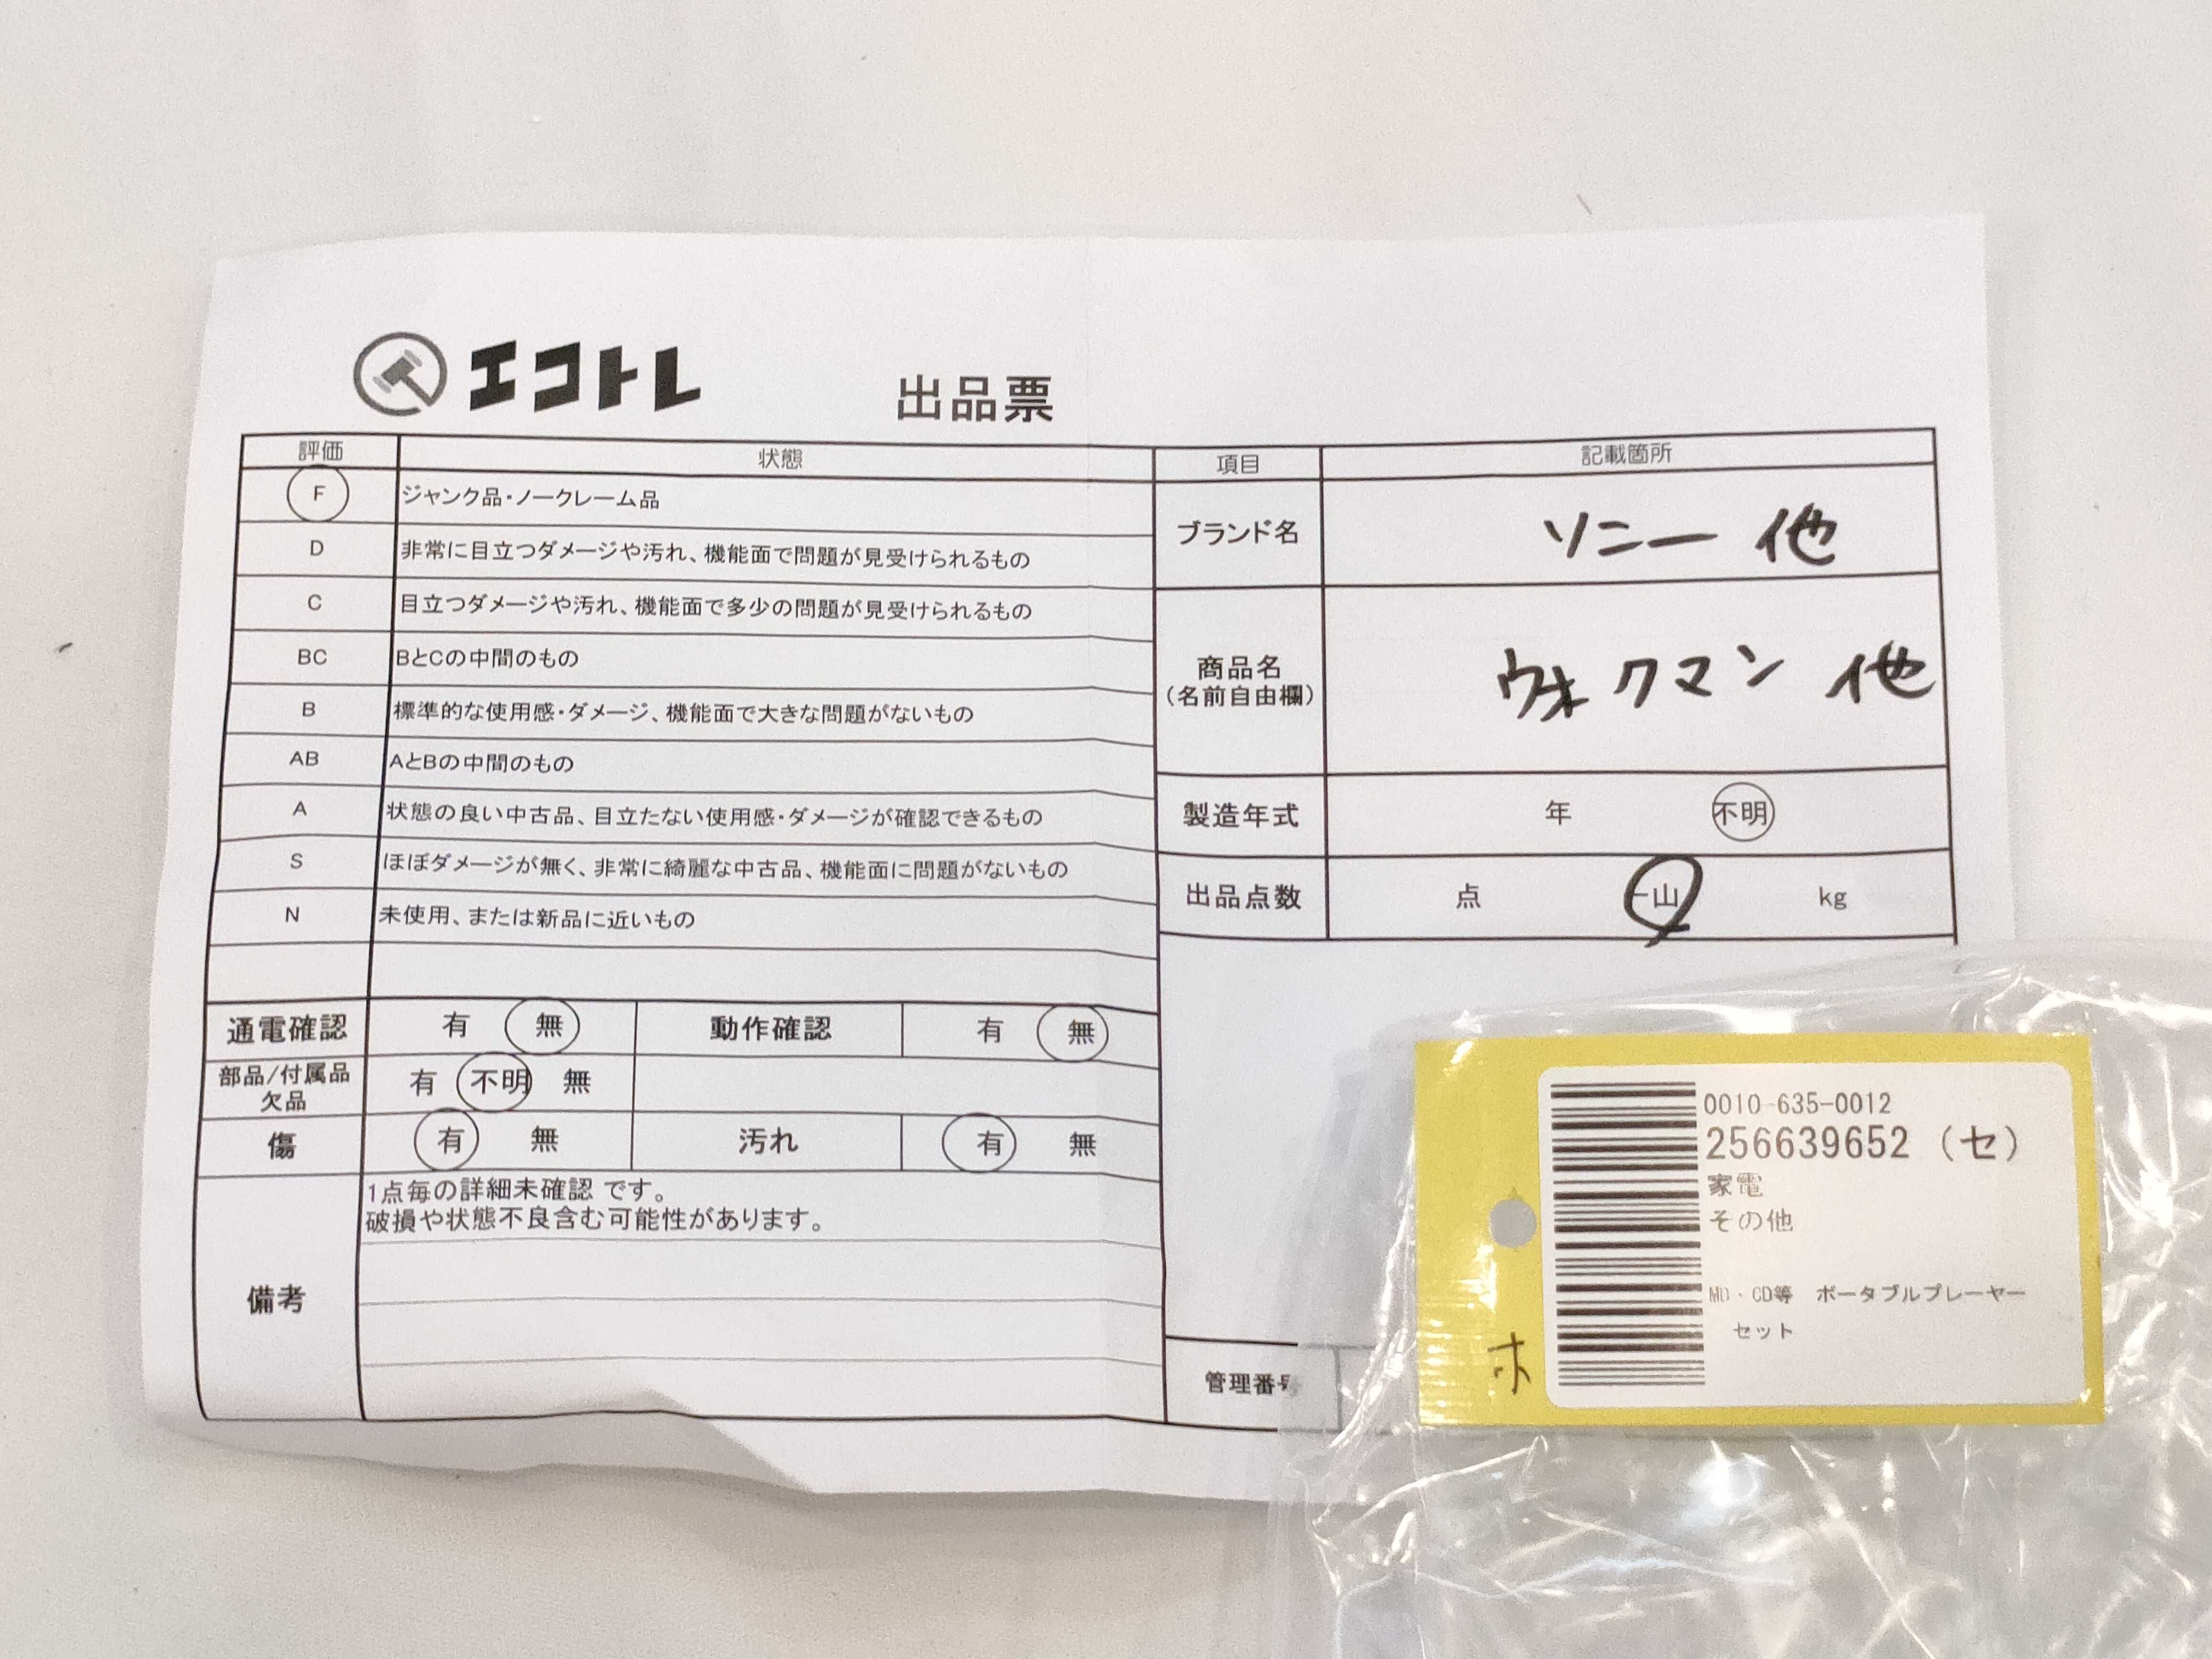 エコトレ
出品票
評価 状態 項目 記載箇所
F ジャンク品・ノークレーム品
D 非常に目立つダメージや汚れ、機能面で問題が見受けられるもの
C 目立つダメージや汚れ、機能面で多少の問題が見受けられるもの
BC BとCの中間のもの
B 標準的な使用感・ダメージ、機能面で大きな問題がないもの
AB AとBの中間のもの
A 状態の良い中古品、目立たない使用感・ダメージが確認できるもの
S ほぼダメージが無く、非常に綺麗な中古品、機能面に問題がないもの
N 未使用、または新品に近いもの
ブランド名 ソニー 他
商品名 ウォクマン 他
(名前自由欄)
製造年式 年 不明
出品点数 点 一山 kg
通電確認 有 無 動作確認 有 無
部品/付属品
欠品 有 不明 無
傷 有 無 汚れ 有 無
備考
1点毎の詳細未確認 です。
破損や状態不良含む可能性があります。
管理番号
0010-635-0012
256639652 (セ)
家電
その他
MD・CD等 ポータブルプレーヤー
セット
ホ